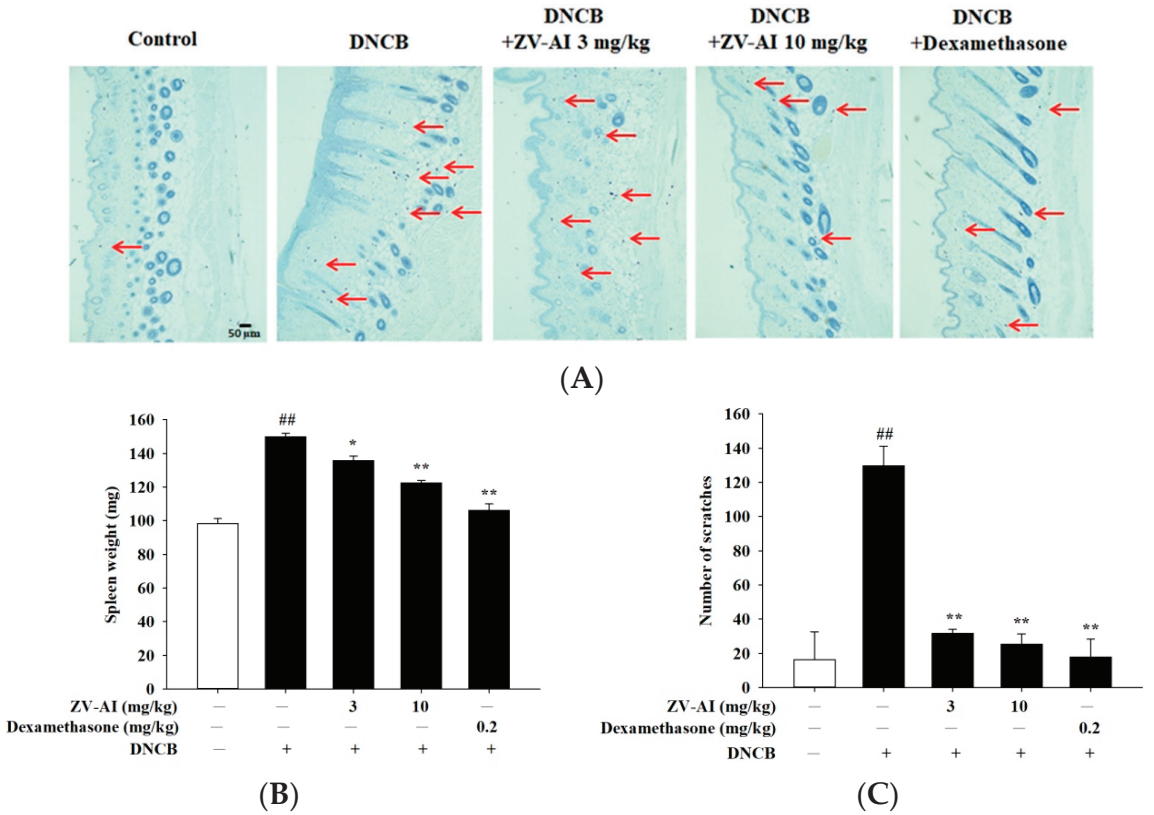 Control
DNCB
DNCB
+ZV-AI 3 mg/kg
DNCB
+ZV-AI 10 mg/kg
DNCB
+Dexamethasone
50 µm
(A)
160
140
120
100
80
60
40
20
0
Spleen weight (mg)
##
*
**
**
ZV-AI (mg/kg) — — 3 10 —
Dexamethasone (mg/kg) — — — — 0.2
DNCB — + + + +
(B)
160
140
120
100
80
60
40
20
0
Number of scratches
##
**
**
**
ZV-AI (mg/kg) — — 3 10 —
Dexamethasone (mg/kg) — — — — 0.2
DNCB — + + + +
(C)